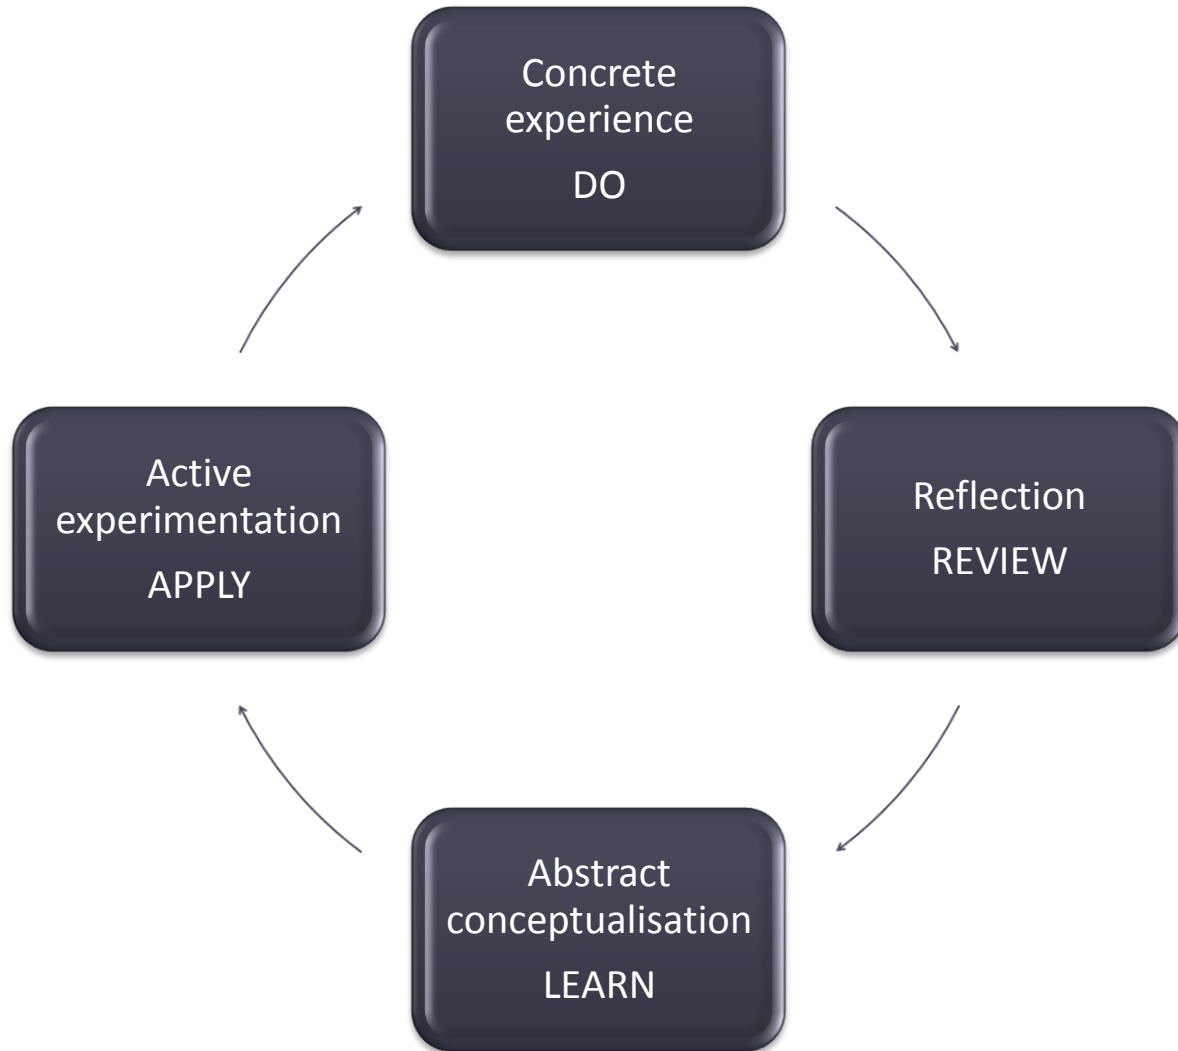 Concrete
experience
DO
Reflection
REVIEW
Abstract
conceptualisation
LEARN
Active
experimentation
APPLY